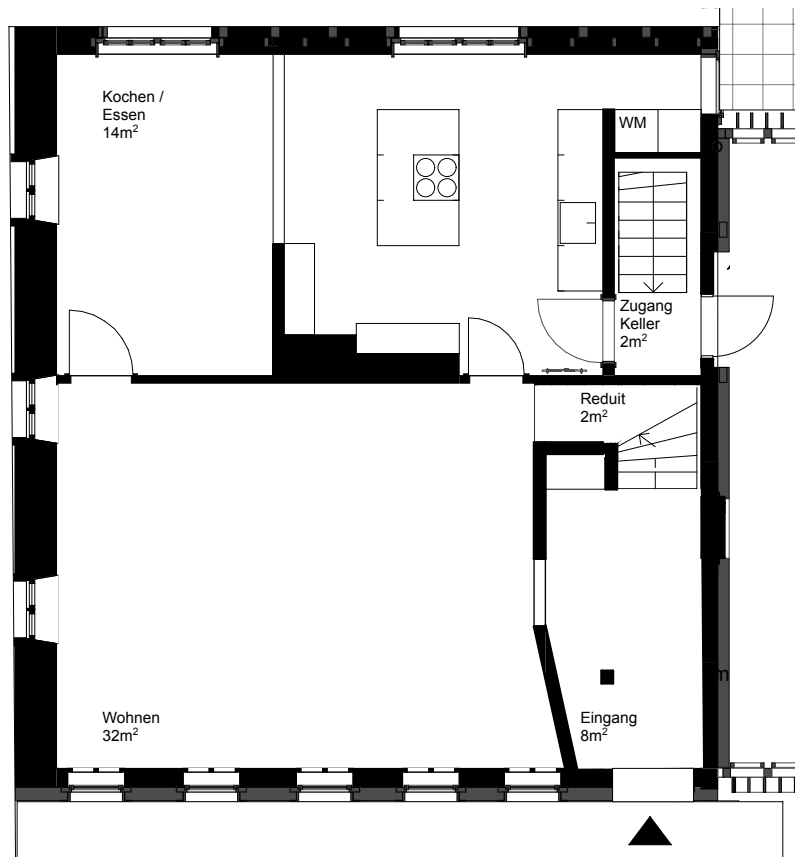 Kochen /
Essen
14m²
WM
Zugang
Keller
2m²
Reduit
2m²
Wohnen
32m²
Eingang
8m²